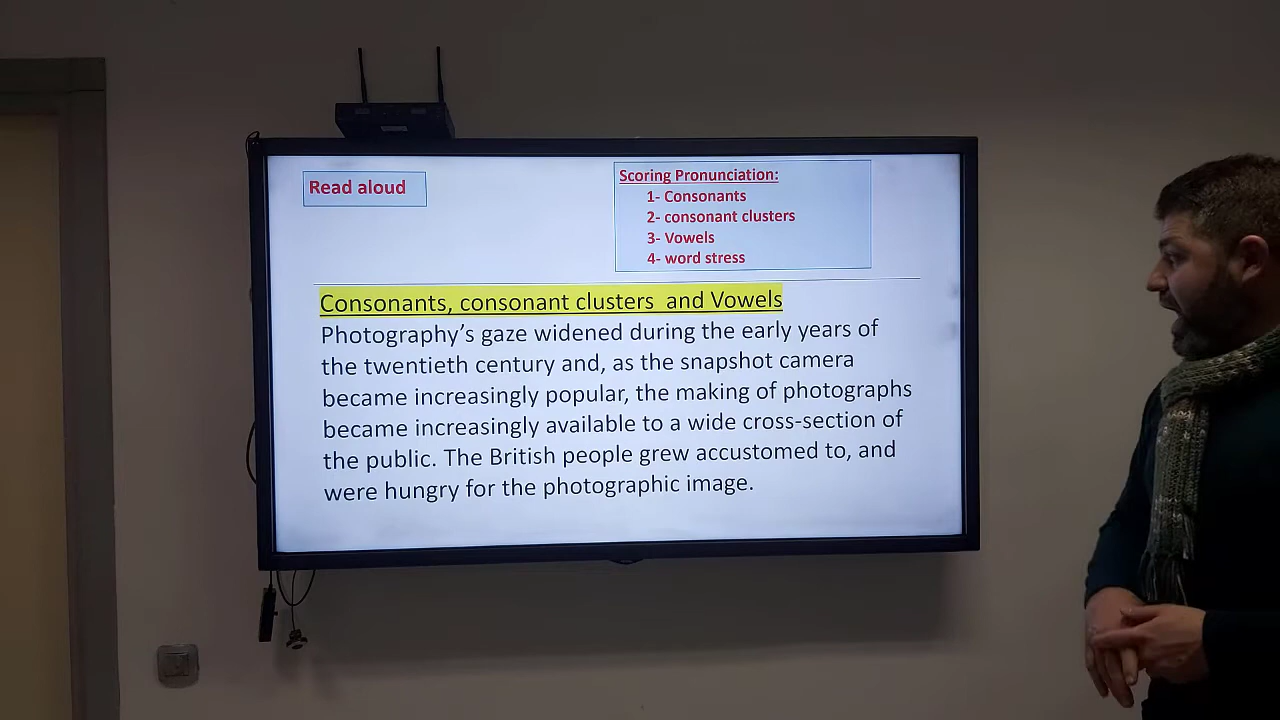 Read aloud
Scoring Pronunciation:
1- Consonants
2- consonant clusters
3- Vowels
4- word stress
Consonants, consonant clusters and Vowels
Photography’s gaze widened during the early years of
the twentieth century and, as the snapshot camera
became increasingly popular, the making of photographs
became increasingly available to a wide cross-section of
the public. The British people grew accustomed to, and
were hungry for the photographic image.